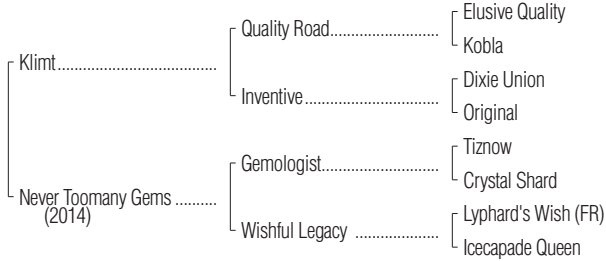 Elusive Quality
Quality Road
Kobla
Klimt
Dixie Union
Inventive
Original
Tiznow
Gemologist
Crystal Shard
Never Toomany Gems
(2014)
Lyphard's Wish (FR)
Wishful Legacy
Icecapade Queen